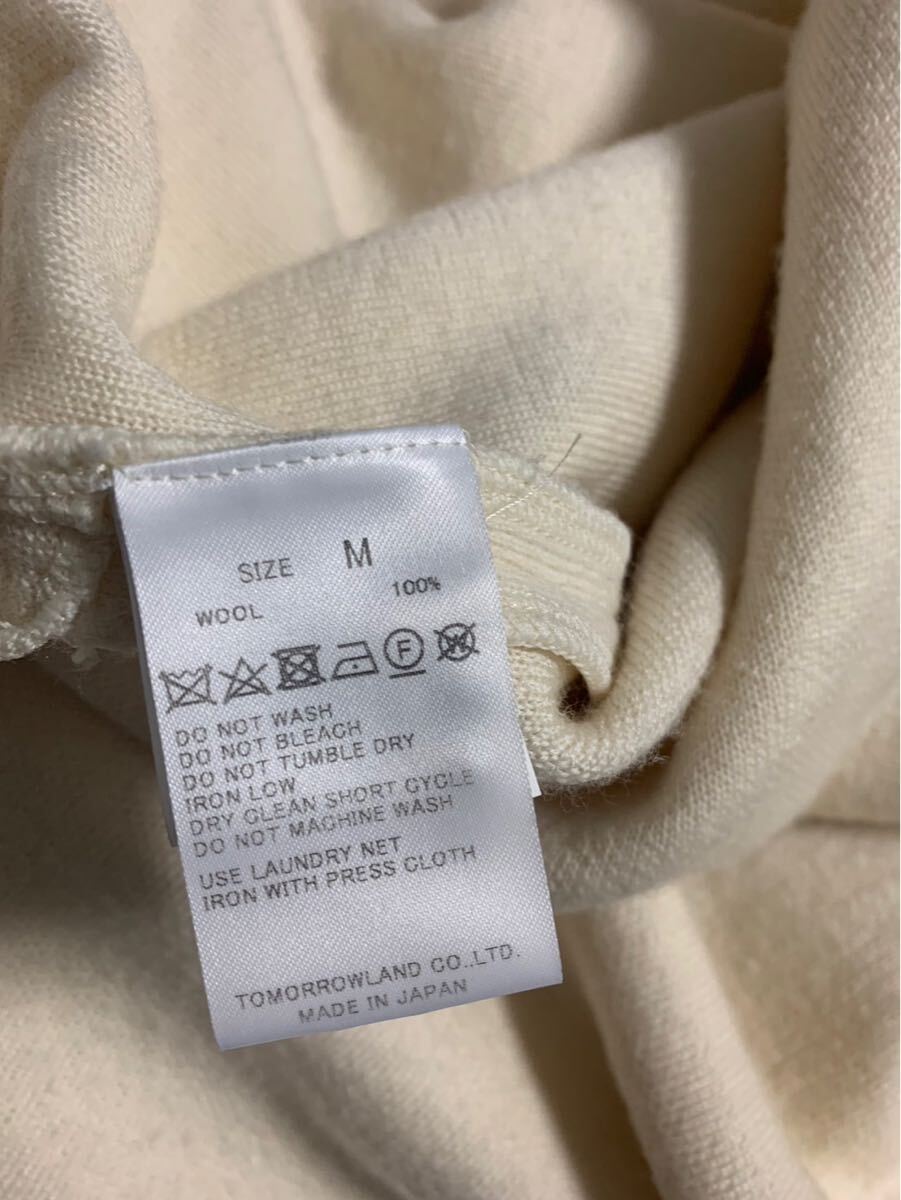 SIZE M
WOOL 100%
F W
DO NOT WASH
DO NOT BLEACH
DO NOT TUMBLE DRY
IRON LOW
DRY CLEAN SHORT CYCLE
DO NOT MACHINE WASH
USE LAUNDRY NET
IRON WITH PRESS CLOTH
TOMORROWLAND CO.,LTD.
MADE IN JAPAN